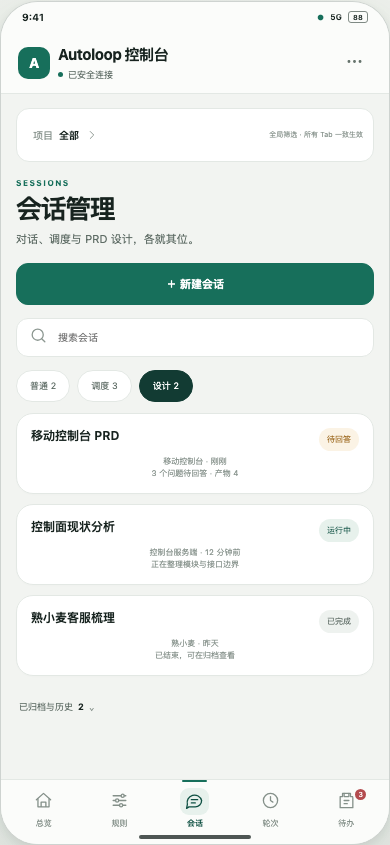 9:41
5G 88
A
Autoloop 控制台
已安全连接
项目 全部
全局筛选 · 所有 Tab 一致生效
SESSIONS
会话管理
对话、调度与 PRD 设计，各就其位。
+ 新建会话
搜索会话
普通 2 调度 3 设计 2
移动控制台 PRD
待回答
移动控制台 · 刚刚
3 个问题待回答 · 产物 4
控制面现状分析
运行中
控制台服务端 · 12 分钟前
正在整理模块与接口边界
熟小麦客服梳理
已完成
熟小麦 · 昨天
已结束，可在归档查看
已归档与历史 2
3
总览 规则 会话 轮次 待办